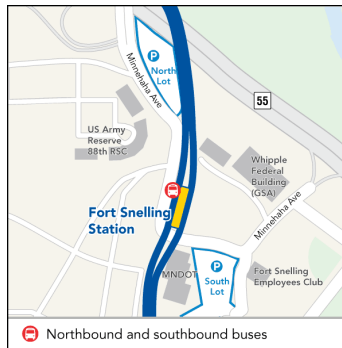 P
North
Lot
Minnehaha Ave
55
US Army
Reserve
88th RSC
Whipple
Federal
Building
(GSA)
Minnehaha Ave
Fort Snelling
Station
MNDOT
P
South
Lot
Fort Snelling
Employees Club
Northbound and southbound buses